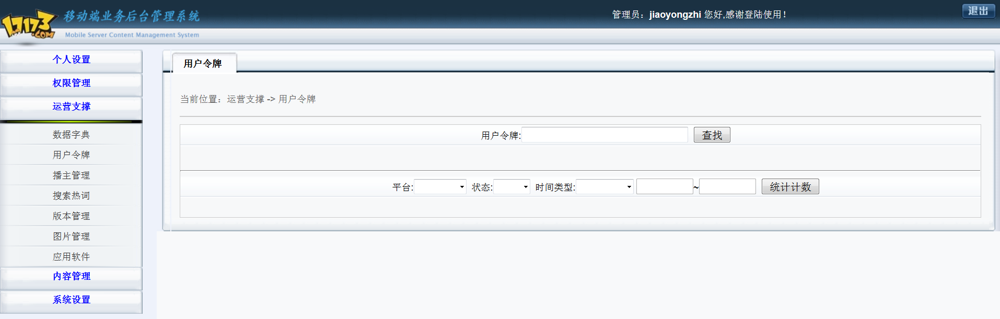 17173.COM
移动端业务后台管理系统
Mobile Server Content Management System
管理员：jiaoyongzhi 您好,感谢登陆使用！
退出
个人设置
权限管理
运营支撑
数据字典
用户令牌
播主管理
搜索热词
版本管理
图片管理
应用软件
内容管理
系统设置
用户令牌
当前位置：运营支撑 -> 用户令牌
用户令牌: 查找
平台: 状态: 时间类型: ~ 统计计数